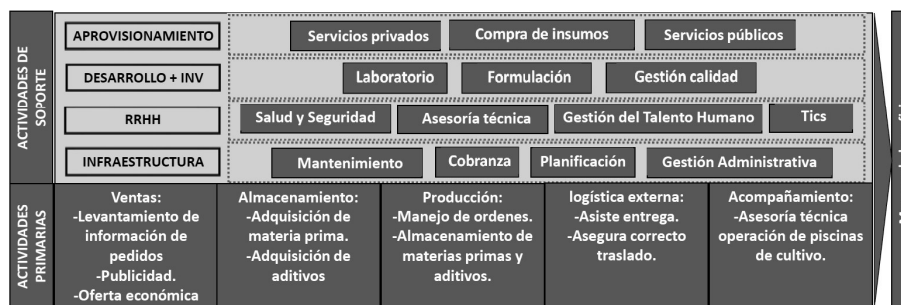 ACTIVIDADES DE
SOPORTE
APROVISIONAMIENTO
Servicios privados
Compra de insumos
Servicios públicos
DESARROLLO + INV
Laboratorio
Formulación
Gestión calidad
RRHH
Salud y Seguridad
Asesoría técnica
Gestión del Talento Humano
Tics
INFRAESTRUCTURA
Mantenimiento
Cobranza
Planificación
Gestión Administrativa
ACTIVIDADES
PRIMARIAS
Ventas:
-Levantamiento de
información de
pedidos
-Publicidad.
-Oferta económica
Almacenamiento:
-Adquisición de
materia prima.
-Adquisición de
aditivos
Producción:
-Manejo de ordenes.
-Almacenamiento de
materias primas y
aditivos.
logística externa:
-Asiste entrega.
-Asegura correcto
traslado.
Acompañamiento:
-Asesoría técnica
operación de piscinas
de cultivo.